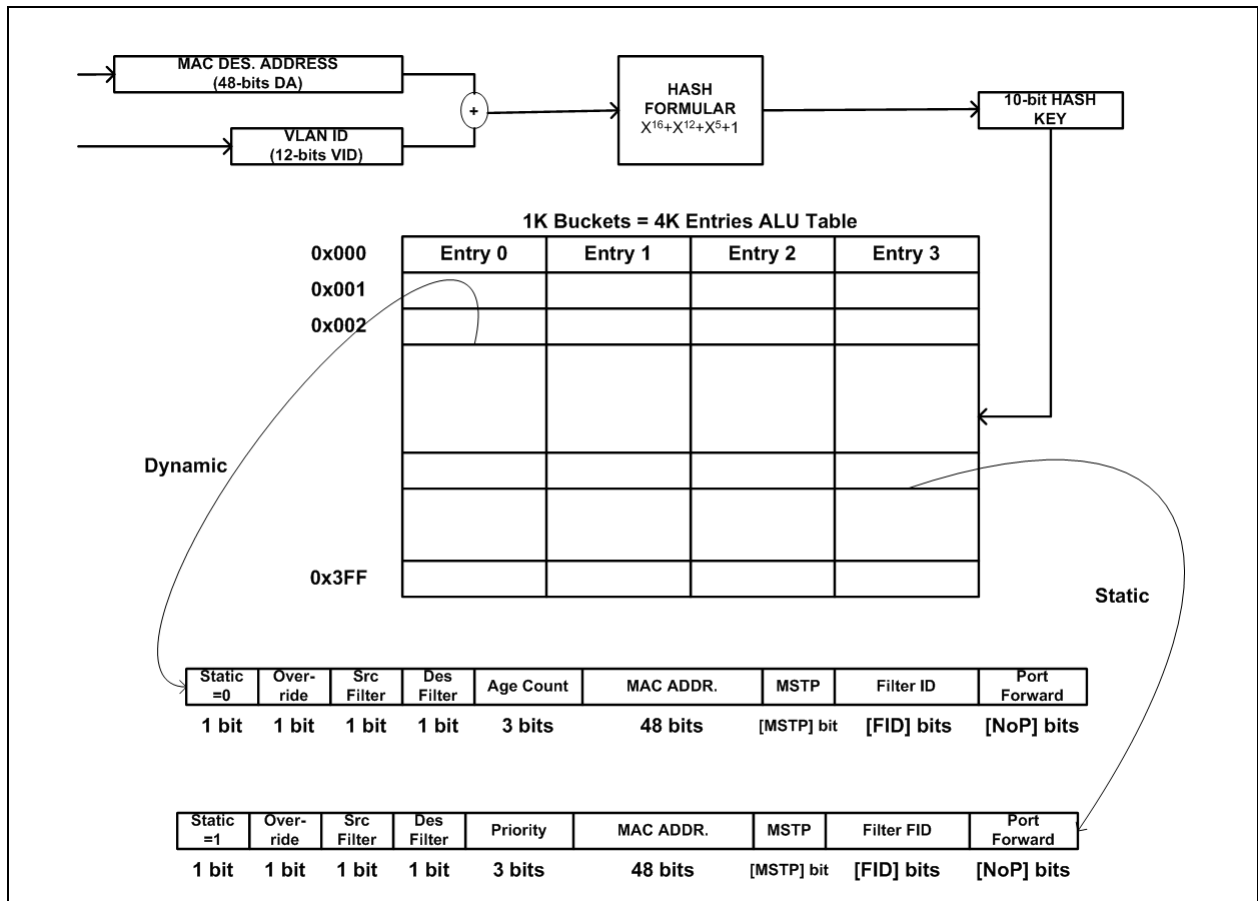 MAC DES. ADDRESS
(48-bits DA)
+
VLAN ID
(12-bits VID)
HASH
FORMULAR
X¹⁶+X¹²+X⁵+1
10-bit HASH
KEY
1K Buckets = 4K Entries ALU Table
0x000 Entry 0 Entry 1 Entry 2 Entry 3
0x001
0x002
Dynamic
0x3FF
Static
Static
=0
Over-
ride
Src
Filter
Des
Filter
Age Count
MAC ADDR.
MSTP
Filter ID
Port
Forward
1 bit 1 bit 1 bit 1 bit 3 bits 48 bits [MSTP] bit [FID] bits [NoP] bits
Static
=1
Over-
ride
Src
Filter
Des
Filter
Priority
MAC ADDR.
MSTP
Filter FID
Port
Forward
1 bit 1 bit 1 bit 1 bit 3 bits 48 bits [MSTP] bit [FID] bits [NoP] bits